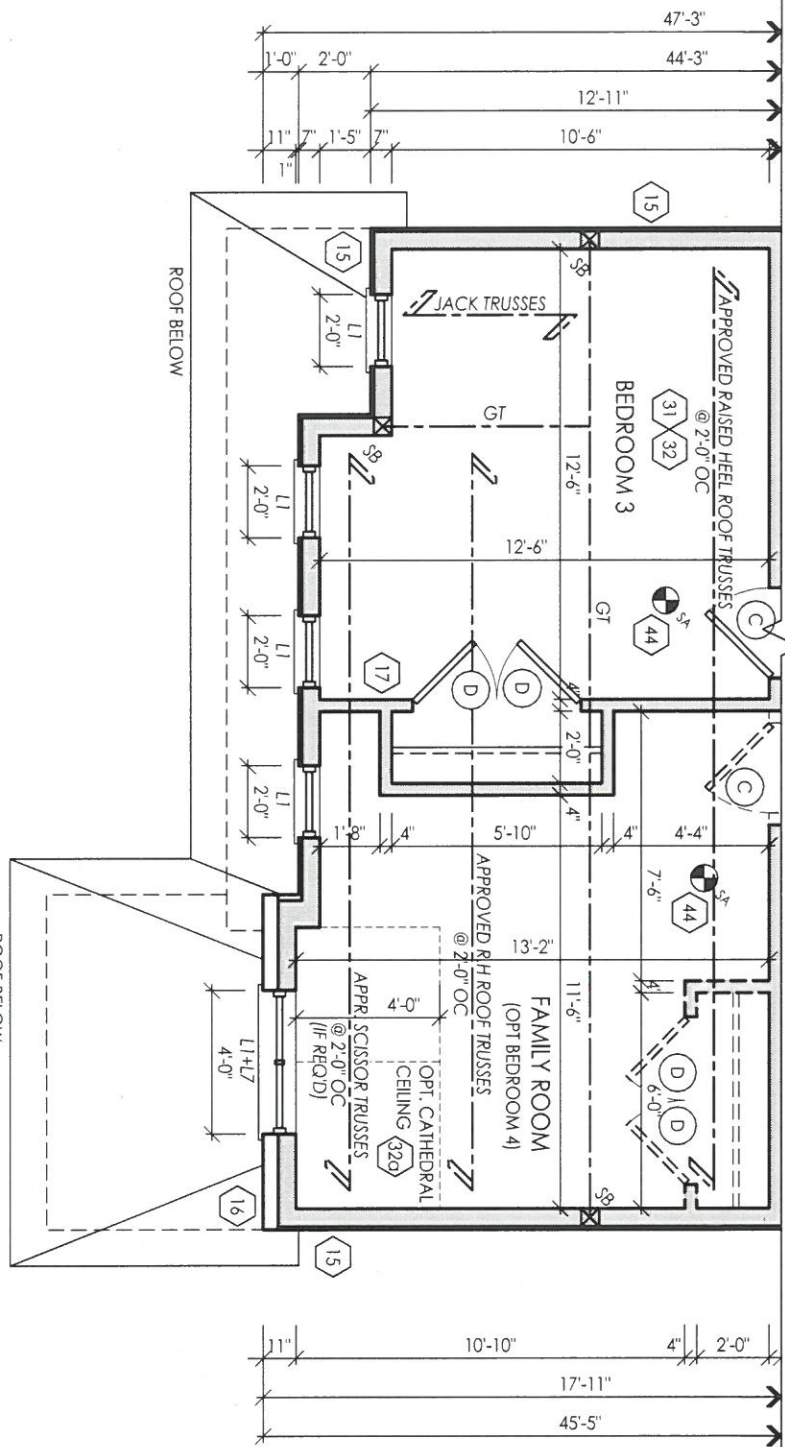 47'-3"
1'-0"
2'-0"
44'-3"
12'-11"
11"
7"
1'-5"
7"
10'-6"
1"
15
15
SB
ROOF BELOW
L1
2'-0"
JACK TRUSSES
APPROVED RAISED HEEL ROOF TRUSSES
@ 2'-0" OC
BEDROOM 3
31
32
GT
12'-6"
SB
L1
2'-0"
12'-6"
GT
SA
44
C
L1
2'-0"
17
D
D
4"
2'-0"
4"
C
L1
2'-0"
1'-8"
4"
5'-10"
4"
4'-4"
7'-6"
SA
44
APPROVED R.H ROOF TRUSSES
@ 2'-0" OC
13'-2"
11'-6"
4"
4'-0"
L1+L7
4'-0"
APPR. SCISSOR TRUSSES
@ 2'-0" OC
(IF REQ'D)
OPT. CATHEDRAL
CEILING
32a
FAMILY ROOM
(OPT BEDROOM 4)
D
D
6'-0"
SB
16
15
ROOF BELOW
11"
10'-10"
4"
2'-0"
17'-11"
45'-5"